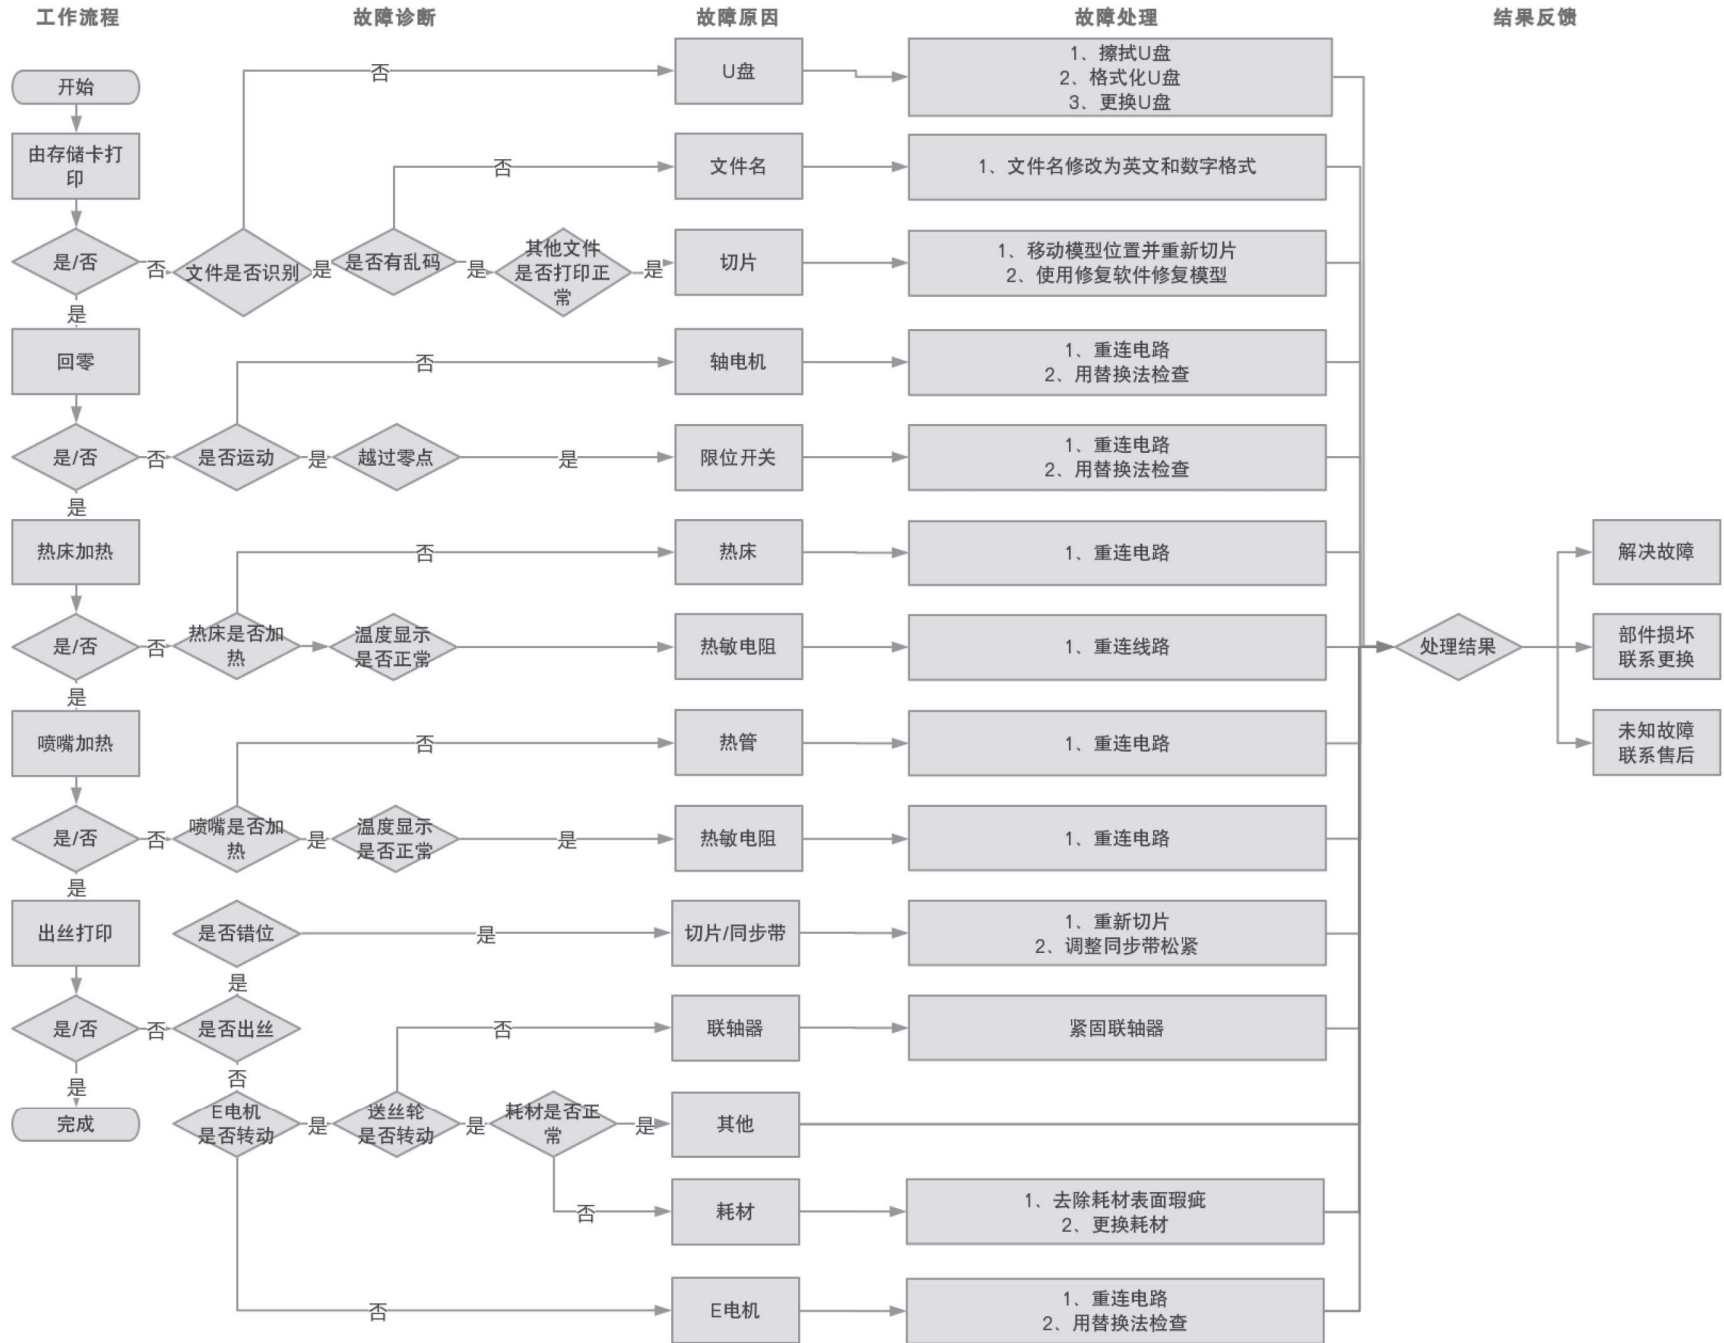 工作流程
故障诊断
故障原因
故障处理
结果反馈
开始
否
U盘
1、擦拭U盘
2、格式化U盘
3、更换U盘
由存储卡打
印
否
文件名
1、文件名修改为英文和数字格式
是/否
否
文件是否识别
是
是否有乱码
是
其他文件
是否打印正
常
是
切片
1、移动模型位置并重新切片
2、使用修复软件修复模型
是
回零
否
轴电机
1、重连电路
2、用替换法检查
是/否
否
是否运动
是
越过零点
是
限位开关
1、重连电路
2、用替换法检查
是
热床加热
否
热床
1、重连电路
解决故障
是/否
否
热床是否加
热
温度显示
是否正常
热敏电阻
1、重连线路
处理结果
部件损坏
联系更换
是
喷嘴加热
否
热管
1、重连电路
未知故障
联系售后
是/否
否
喷嘴是否加
热
是
温度显示
是否正常
是
热敏电阻
1、重连电路
是
出丝打印
是否错位
是
切片/同步带
1、重新切片
2、调整同步带松紧
是
是/否
否
是否出丝
否
联轴器
紧固联轴器
是
否
完成
E电机
是否转动
是
送丝轮
是否转动
是
耗材是否正
常
是
其他
否
耗材
1、去除耗材表面瑕疵
2、更换耗材
否
E电机
1、重连电路
2、用替换法检查